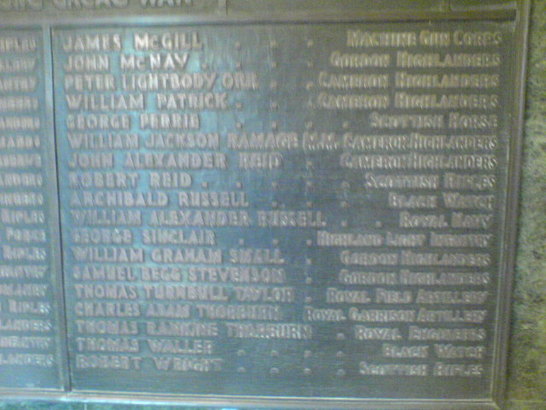 GREAT WAR
JAMES MCGILL MACHINE GUN CORPS
JOHN MCNAY GORDON HIGHLANDERS
PETER LIGHTBODY ORR CAMERON HIGHLANDERS
WILLIAM PATRICK CAMERON HIGHLANDERS
GEORGE PERRIE SCOTTISH HORSE
WILLIAM JACKSON RAMAGE M.M. CAMERON HIGHLANDERS
JOHN ALEXANDER REID CAMERON HIGHLANDERS
ROBERT REID SCOTTISH RIFLES
ARCHIBALD RUSSELL BLACK WATCH
WILLIAM ALEXANDER RUSSELL ROYAL NAVY
GEORGE SINCLAIR HIGHLAND LIGHT INFANTRY
WILLIAM GRAHAM SMALL GORDON HIGHLANDERS
SAMUEL BEGG STEVENSON GORDON HIGHLANDERS
THOMAS TURNBULL TAYLOR ROYAL FIELD ARTILLERY
CHARLES ADAM THORBURN ROYAL GARRISON ARTILLERY
THOMAS RANKINE THORBURN ROYAL ENGINEERS
THOMAS WALLER BLACK WATCH
ROBERT WRIGHT SCOTTISH RIFLES